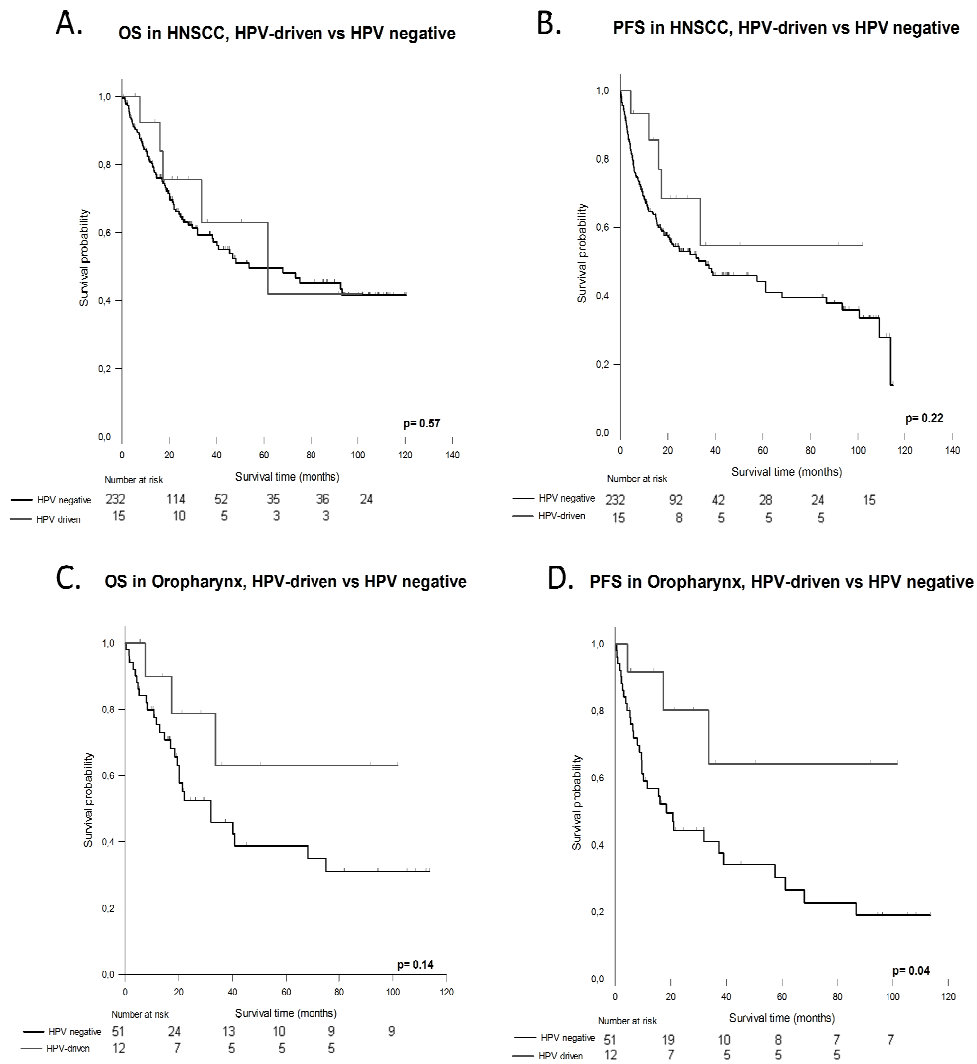 A.
OS in HNSCC, HPV-driven vs HPV negative
1,0
0,8
0,6
0,4
0,2
0,0
Survival probability
p= 0.57
0 20 40 60 80 100 120 140
Survival time (months)
Number at risk
HPV negative 232 114 52 35 36 24
HPV driven 15 10 5 3 3
B.
PFS in HNSCC, HPV-driven vs HPV negative
1,0
0,8
0,6
0,4
0,2
0,0
Survival probability
p= 0.22
0 20 40 60 80 100 120 140
Survival time (months)
Number at risk
HPV negative 232 92 42 28 24 15
HPV-driven 15 8 5 5 5
C.
OS in Oropharynx, HPV-driven vs HPV negative
1,0
0,8
0,6
0,4
0,2
0,0
Survival probability
p= 0.14
0 20 40 60 80 100 120
Survival time (months)
Number at risk
HPV negative 51 24 13 10 9 9
HPV-driven 12 7 5 5 5
D.
PFS in Oropharynx, HPV-driven vs HPV negative
1,0
0,8
0,6
0,4
0,2
0,0
Survival probability
p= 0.04
0 20 40 60 80 100 120
Survival time (months)
Number at risk
HPV negative 51 19 10 8 7 7
HPV driven 12 7 5 5 5